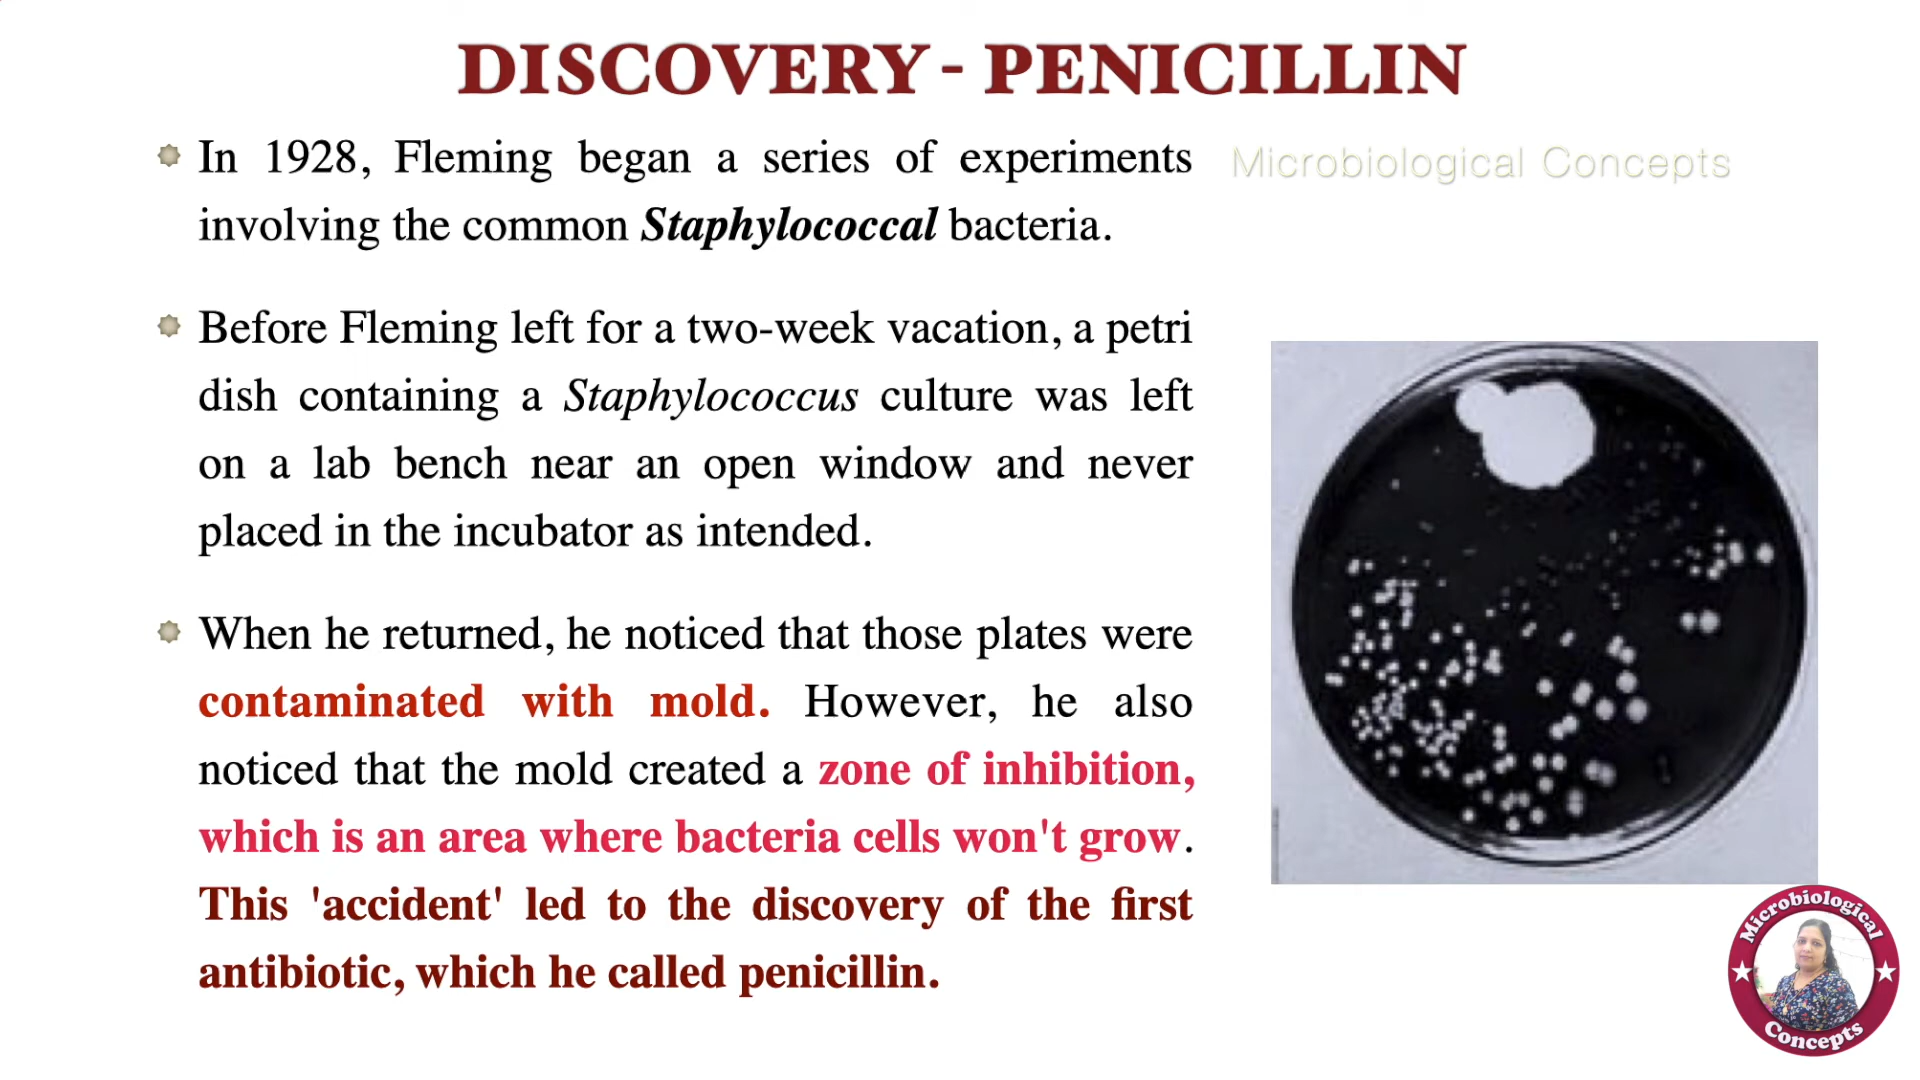 DISCOVERY - PENICILLIN
In 1928, Fleming began a series of experiments
involving the common Staphylococcal bacteria.
Microbiological Concepts
Before Fleming left for a two-week vacation, a petri
dish containing a Staphylococcus culture was left
on a lab bench near an open window and never
placed in the incubator as intended.
When he returned, he noticed that those plates were
contaminated with mold. However, he also
noticed that the mold created a zone of inhibition,
which is an area where bacteria cells won't grow.
This 'accident' led to the discovery of the first
antibiotic, which he called penicillin.
Microbiological
Concepts